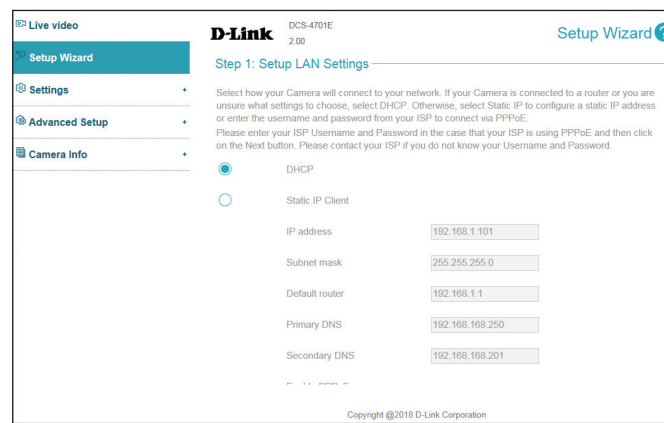 Live video
Setup Wizard
Settings +
Advanced Setup +
Camera Info +
D-Link
DCS-4701E
2.00
Setup Wizard ?
Step 1: Setup LAN Settings
Select how your Camera will connect to your network. If your Camera is connected to a router or you are
unsure what settings to choose, select DHCP. Otherwise, select Static IP to configure a static IP address
or enter the username and password from your ISP to connect via PPPoE.
Please enter your ISP Username and Password in the case that your ISP is using PPPoE and then click
on the Next button. Please contact your ISP if you do not know your Username and Password.
DHCP
Static IP Client
IP address 192.168.1.101
Subnet mask 255.255.255.0
Default router 192.168.1.1
Primary DNS 192.168.168.250
Secondary DNS 192.168.168.201
Copyright @2018 D-Link Corporation